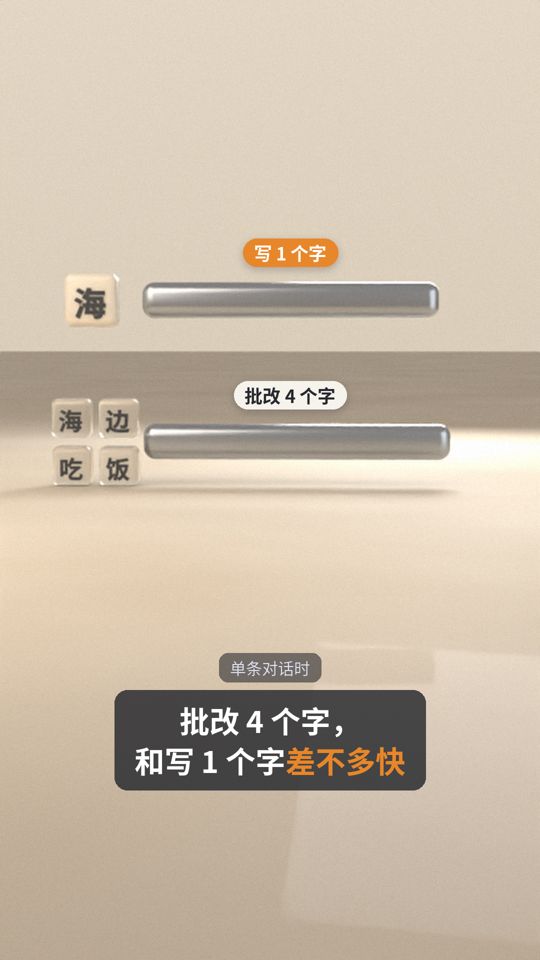 写 1 个字
海
批改 4 个字
海 边
吃 饭
单条对话时
批改 4 个字，
和写 1 个字差不多快